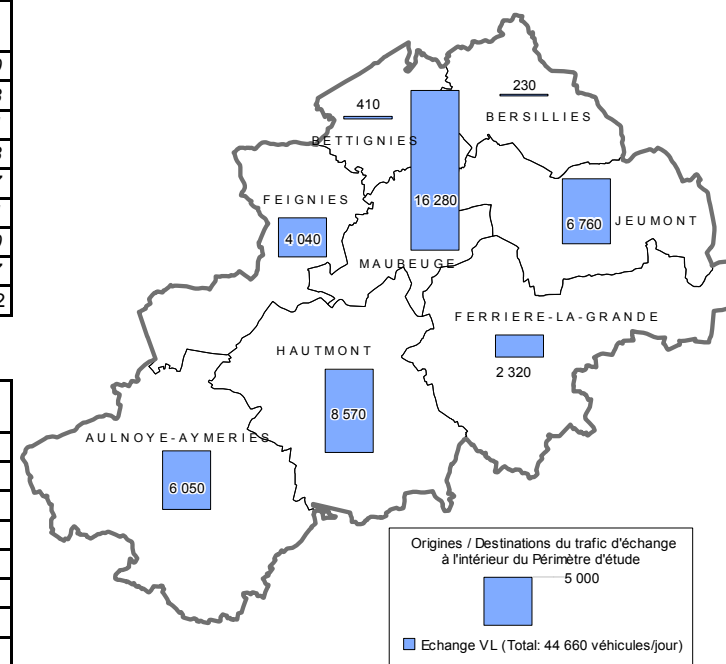 230
410
BERSILLIES
BETTIGNIES
FEIGNIES
16 280
6 760
JEUMONT
4 040
MAUBEUGE
FERRIERE-LA-GRANDE
HAUTMONT
2 320
8 570
AULNOYE-AYMERIES
6 050
Origines / Destinations du trafic d'échange
à l'intérieur du Périmètre d'étude
5 000
Echange VL (Total: 44 660 véhicules/jour)